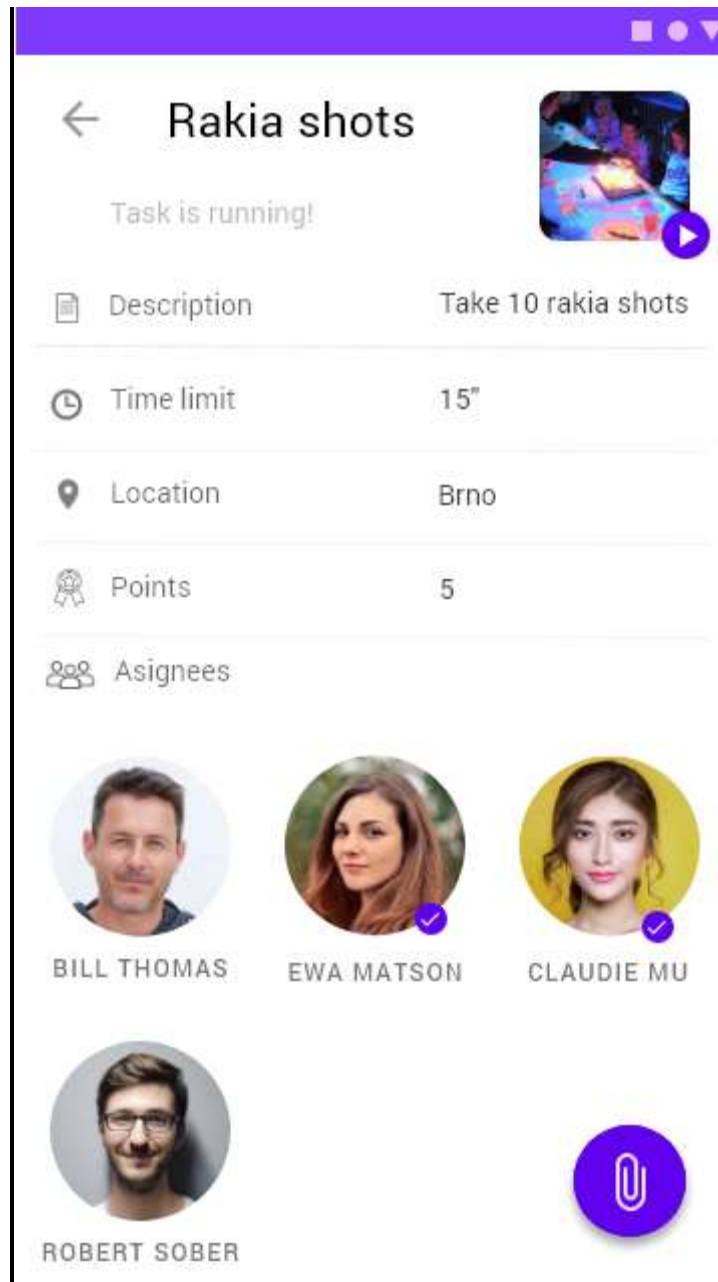 Rakia shots
Task is running!
Description Take 10 rakia shots
Time limit 15”
Location Brno
Points 5
Asignees
BILL THOMAS EWA MATSON CLAUDIE MU
ROBERT SOBER